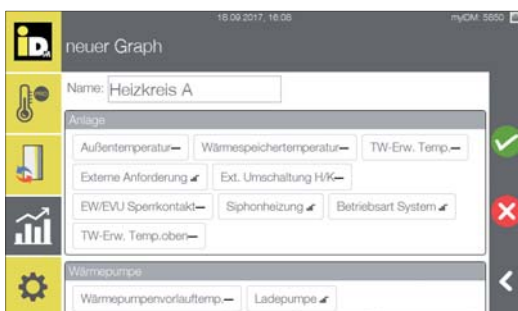 18.09.2017, 16:08 myIDM: 5650
iDM
neuer Graph
Name: Heizkreis A
Anlage
Außentemperatur Wärmespeichertemperatur TW-Erw. Temp.
Externe Anforderung Ext. Umschaltung H/K
EW/EVU Sperrkontakt Siphonheizung Betriebsart System
TW-Erw. Temp.oben
Wärmepumpe
Wärmepumpenvorlauftemp. Ladepumpe